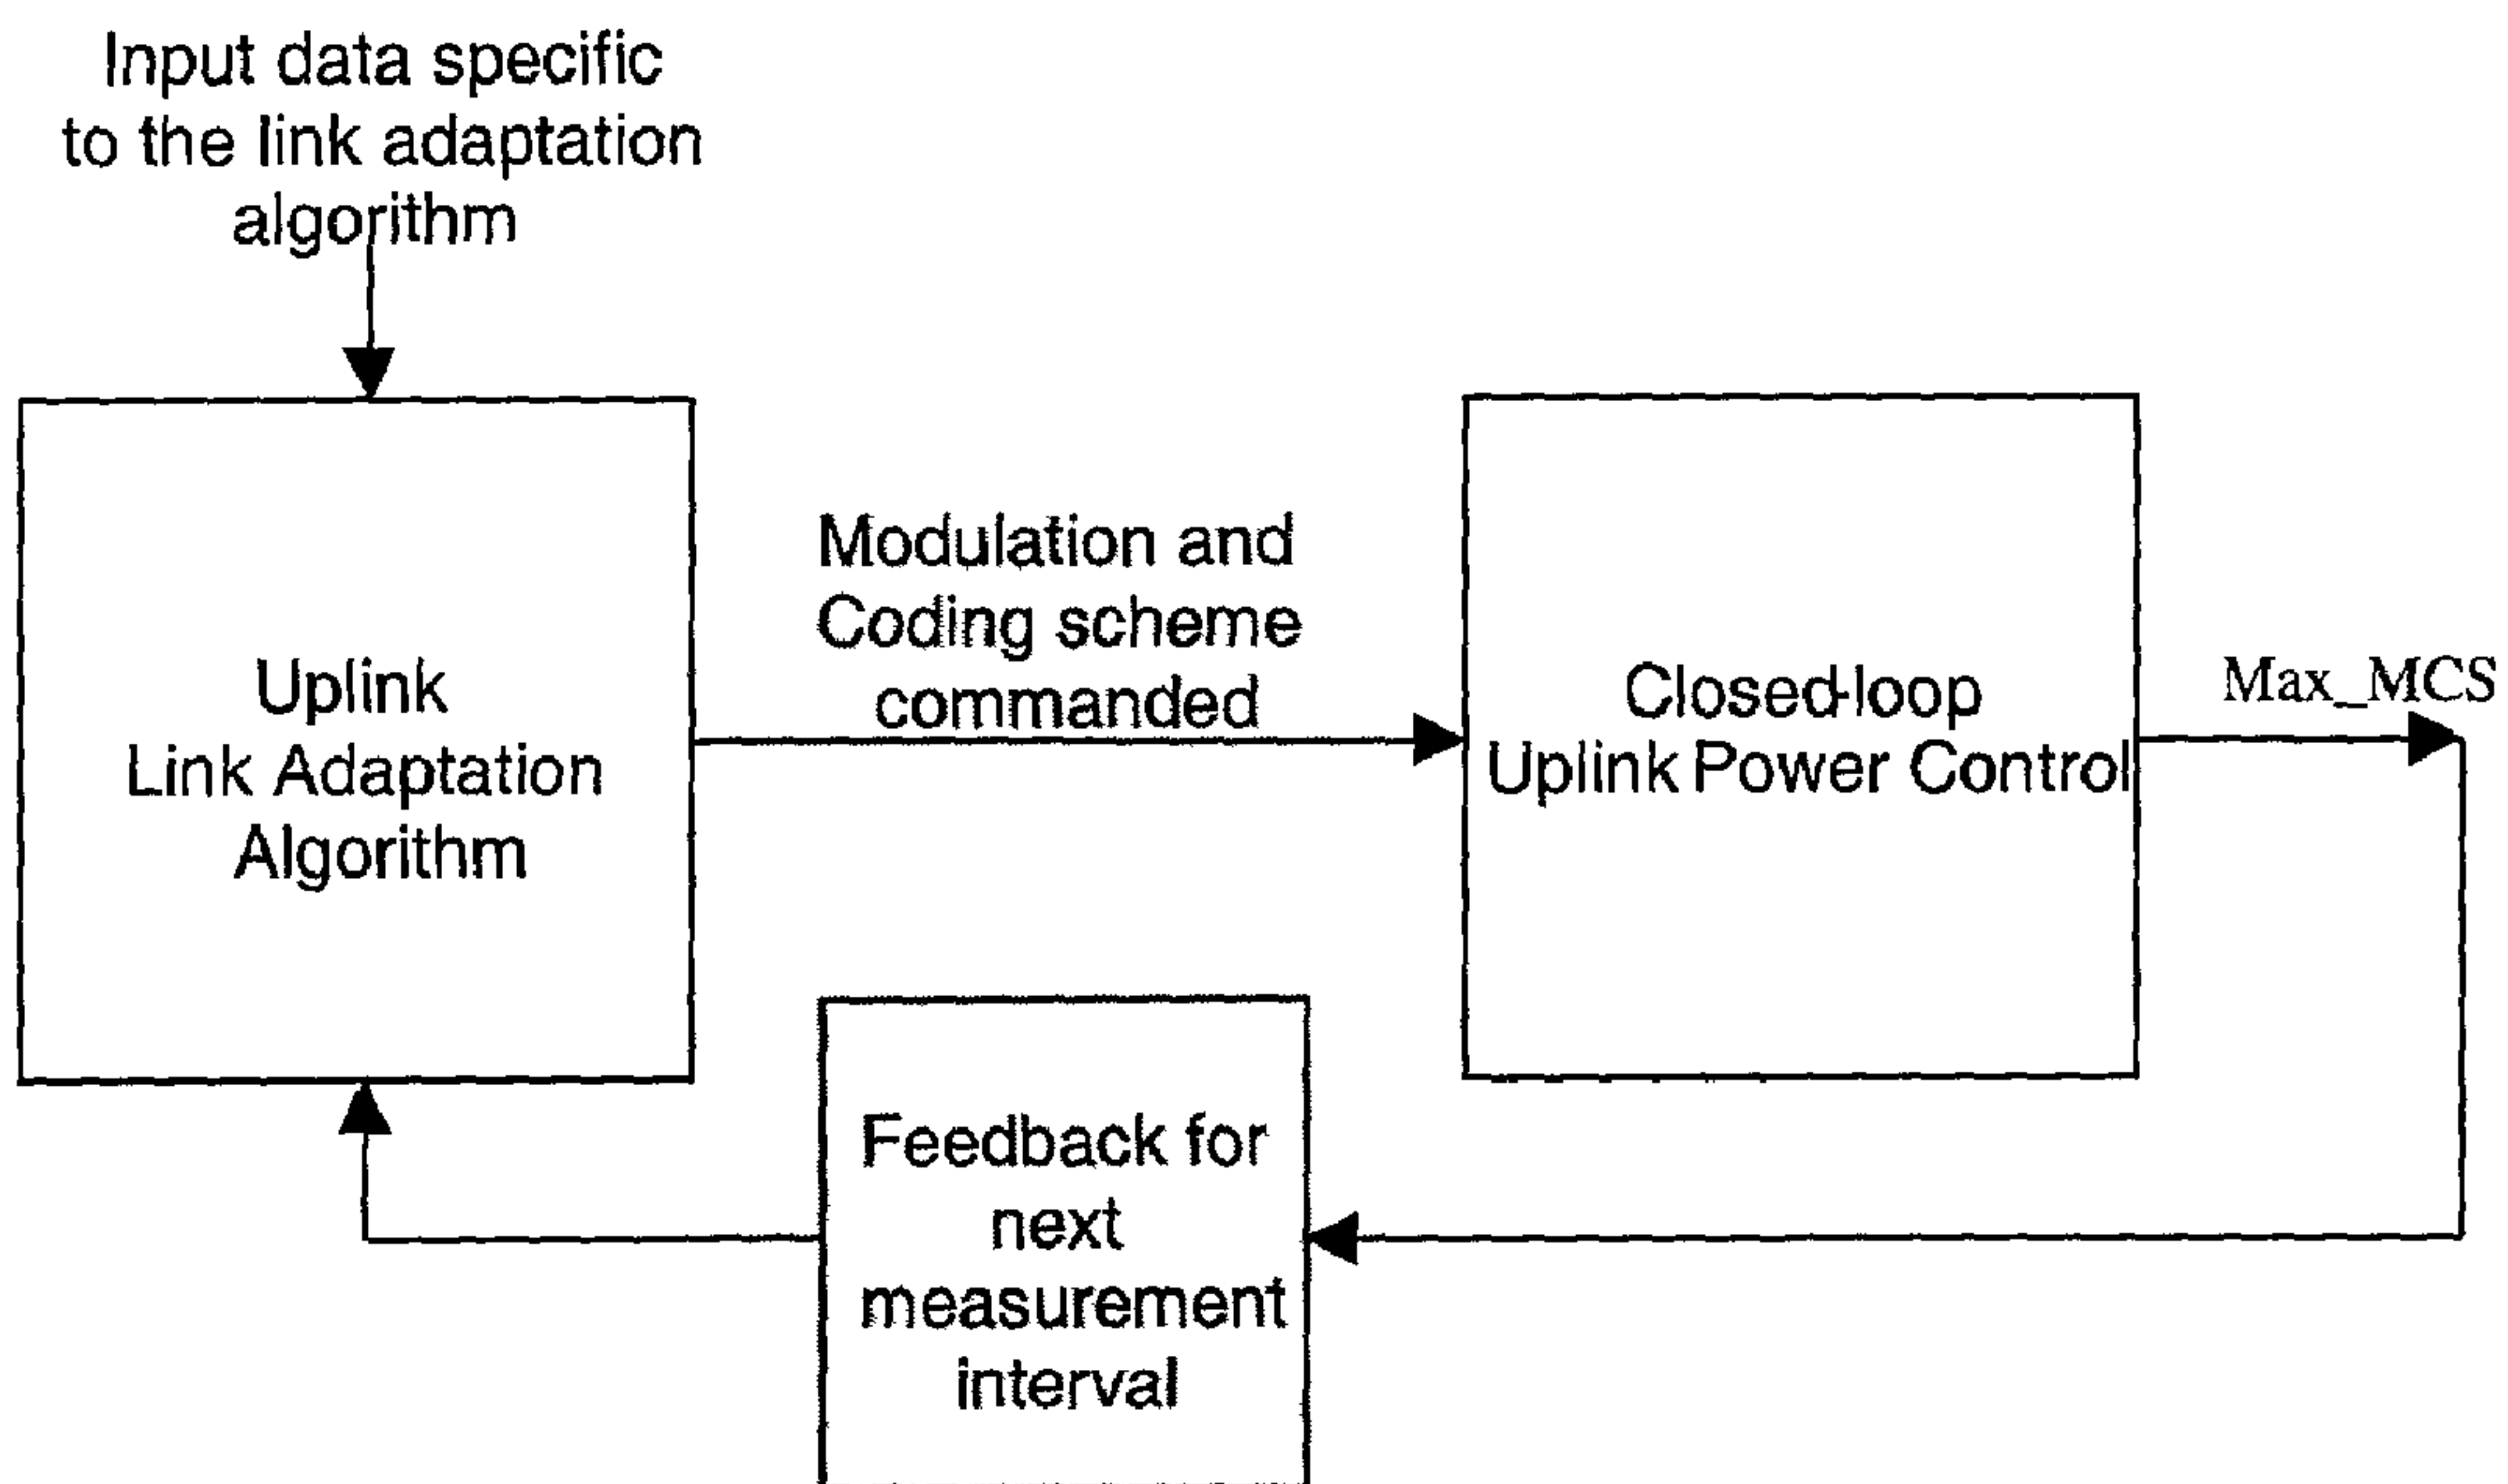 Input data specific
to the link adaptation
algorithm
Uplink
Link Adaptation
Algorithm
Modulation and
Coding scheme
commanded
Closed-loop
Uplink Power Control
Max_MCS
Feedback for
next
measurement
interval